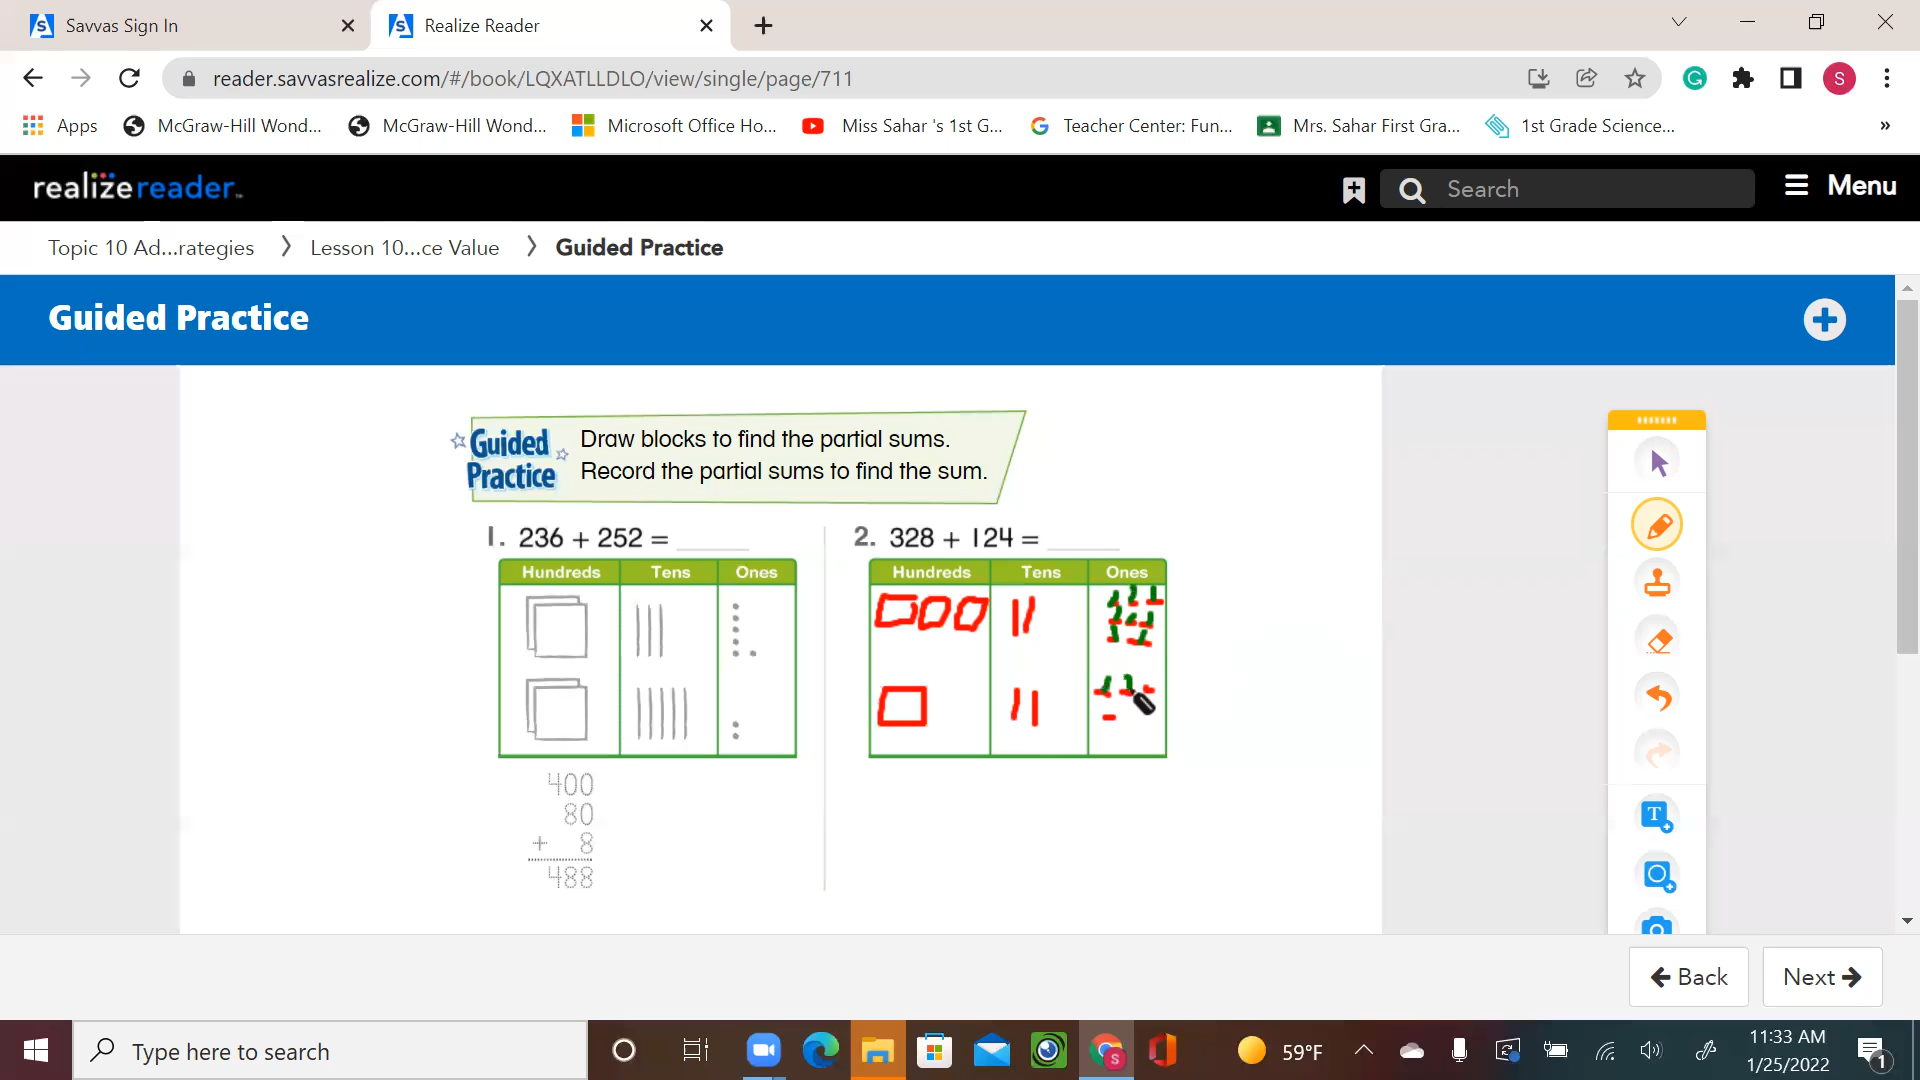 Savvas Sign In
Realize Reader
reader.savvasrealize.com/#/book/LQXATLLDLO/view/single/page/711
S
Apps
McGraw-Hill Wond...
McGraw-Hill Wond...
Microsoft Office Ho...
Miss Sahar 's 1st G...
Teacher Center: Fun...
Mrs. Sahar First Gra...
1st Grade Science...
realizereader
Search
Menu
Topic 10 Ad...rategies > Lesson 10...ce Value > Guided Practice
Guided Practice
Guided Practice
Draw blocks to find the partial sums.
Record the partial sums to find the sum.
1. 236 + 252 = ____
Hundreds Tens Ones
400
80
+ 8
488
2. 328 + 124 = ____
Hundreds Tens Ones
Back
Next
Type here to search
59°F
11:33 AM
1/25/2022
1